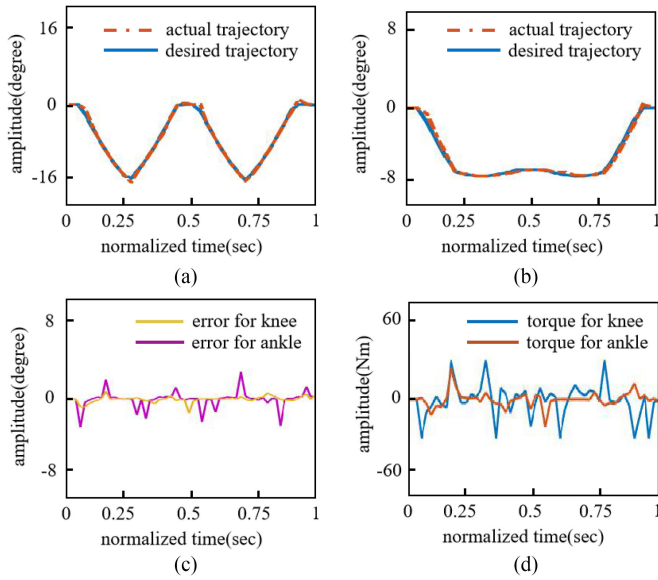 16
actual trajectory
desired trajectory
amplitude(degree)
0
-16
0 0.25 0.5 0.75 1
normalized time(sec)
(a)
8
actual trajectory
desired trajectory
amplitude(degree)
0
-8
0 0.25 0.5 0.75 1
normalized time(sec)
(b)
8
error for knee
error for ankle
amplitude(degree)
0
-8
0 0.25 0.5 0.75 1
normalized time(sec)
(c)
60
torque for knee
torque for ankle
amplitude(Nm)
0
-60
0 0.25 0.5 0.75 1
normalized time(sec)
(d)